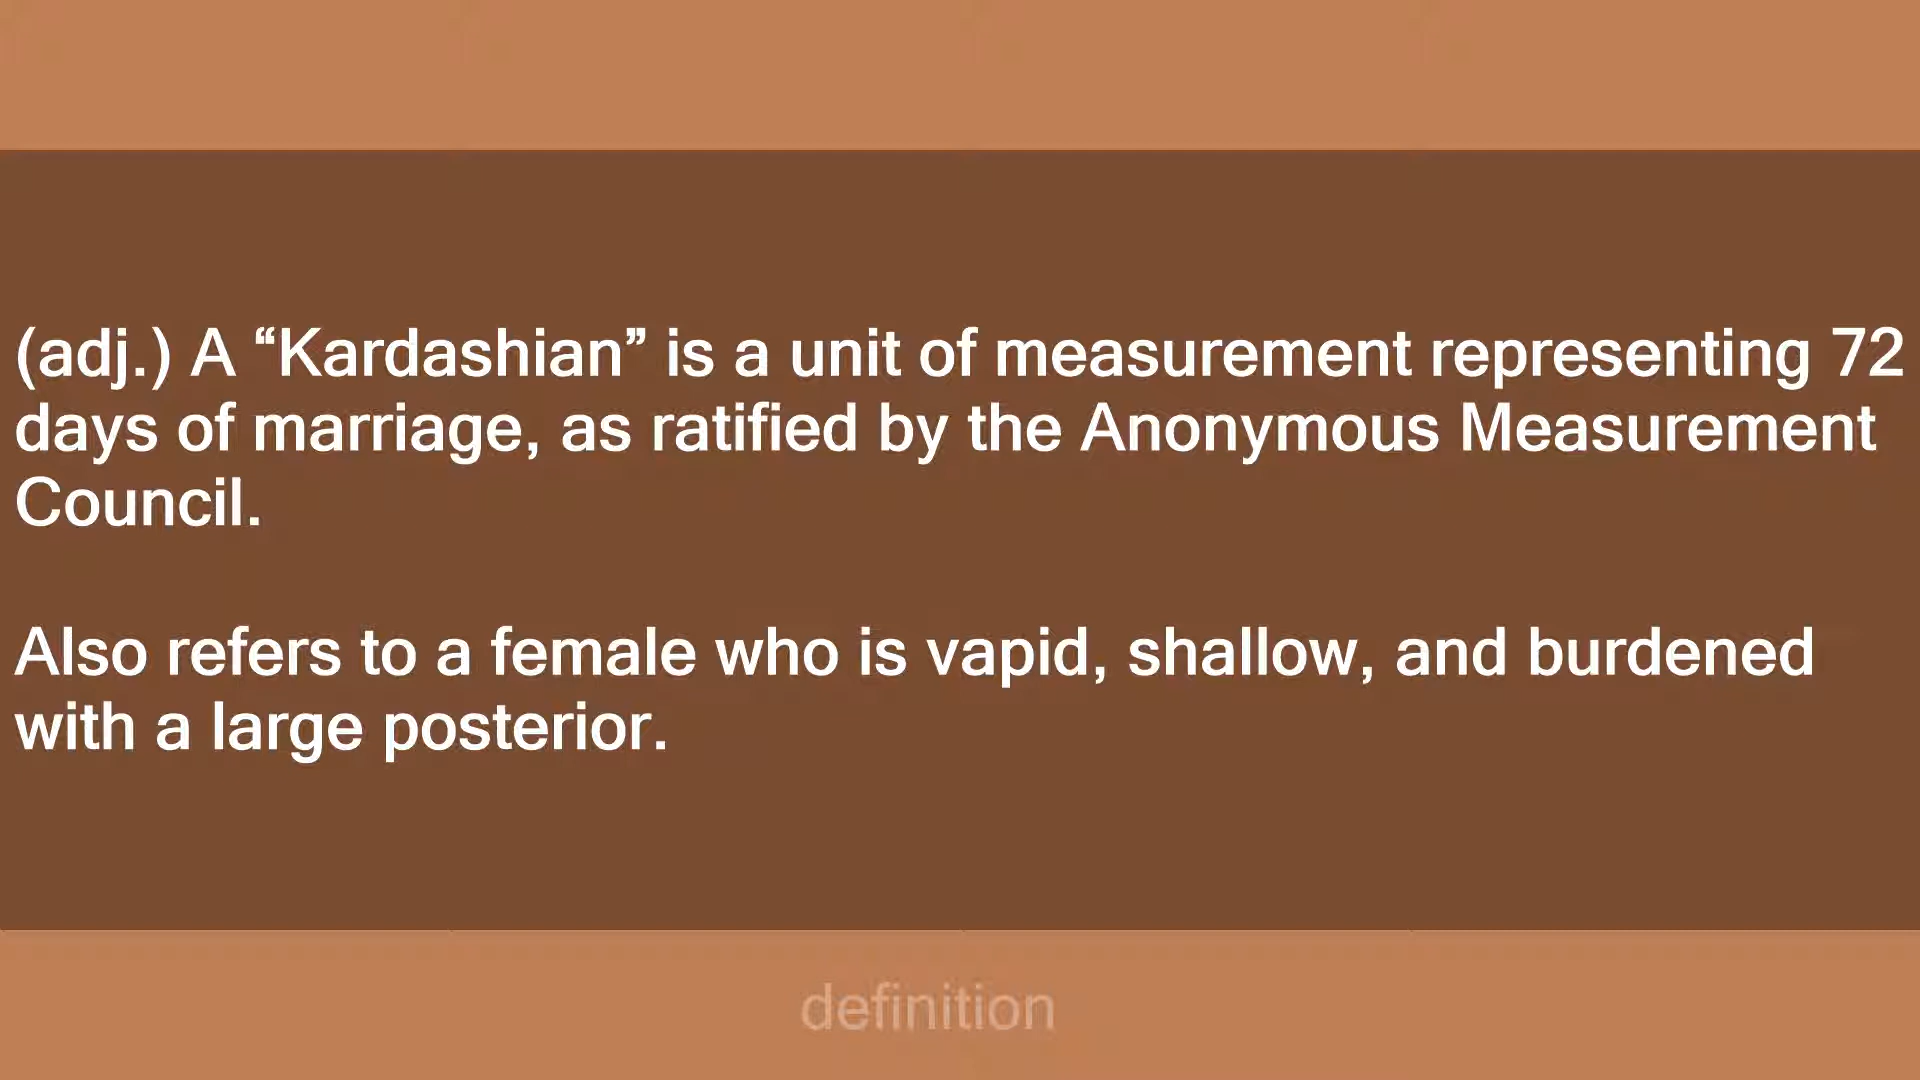 (adj.) A “Kardashian” is a unit of measurement representing 72
days of marriage, as ratified by the Anonymous Measurement
Council.
Also refers to a female who is vapid, shallow, and burdened
with a large posterior.
definition